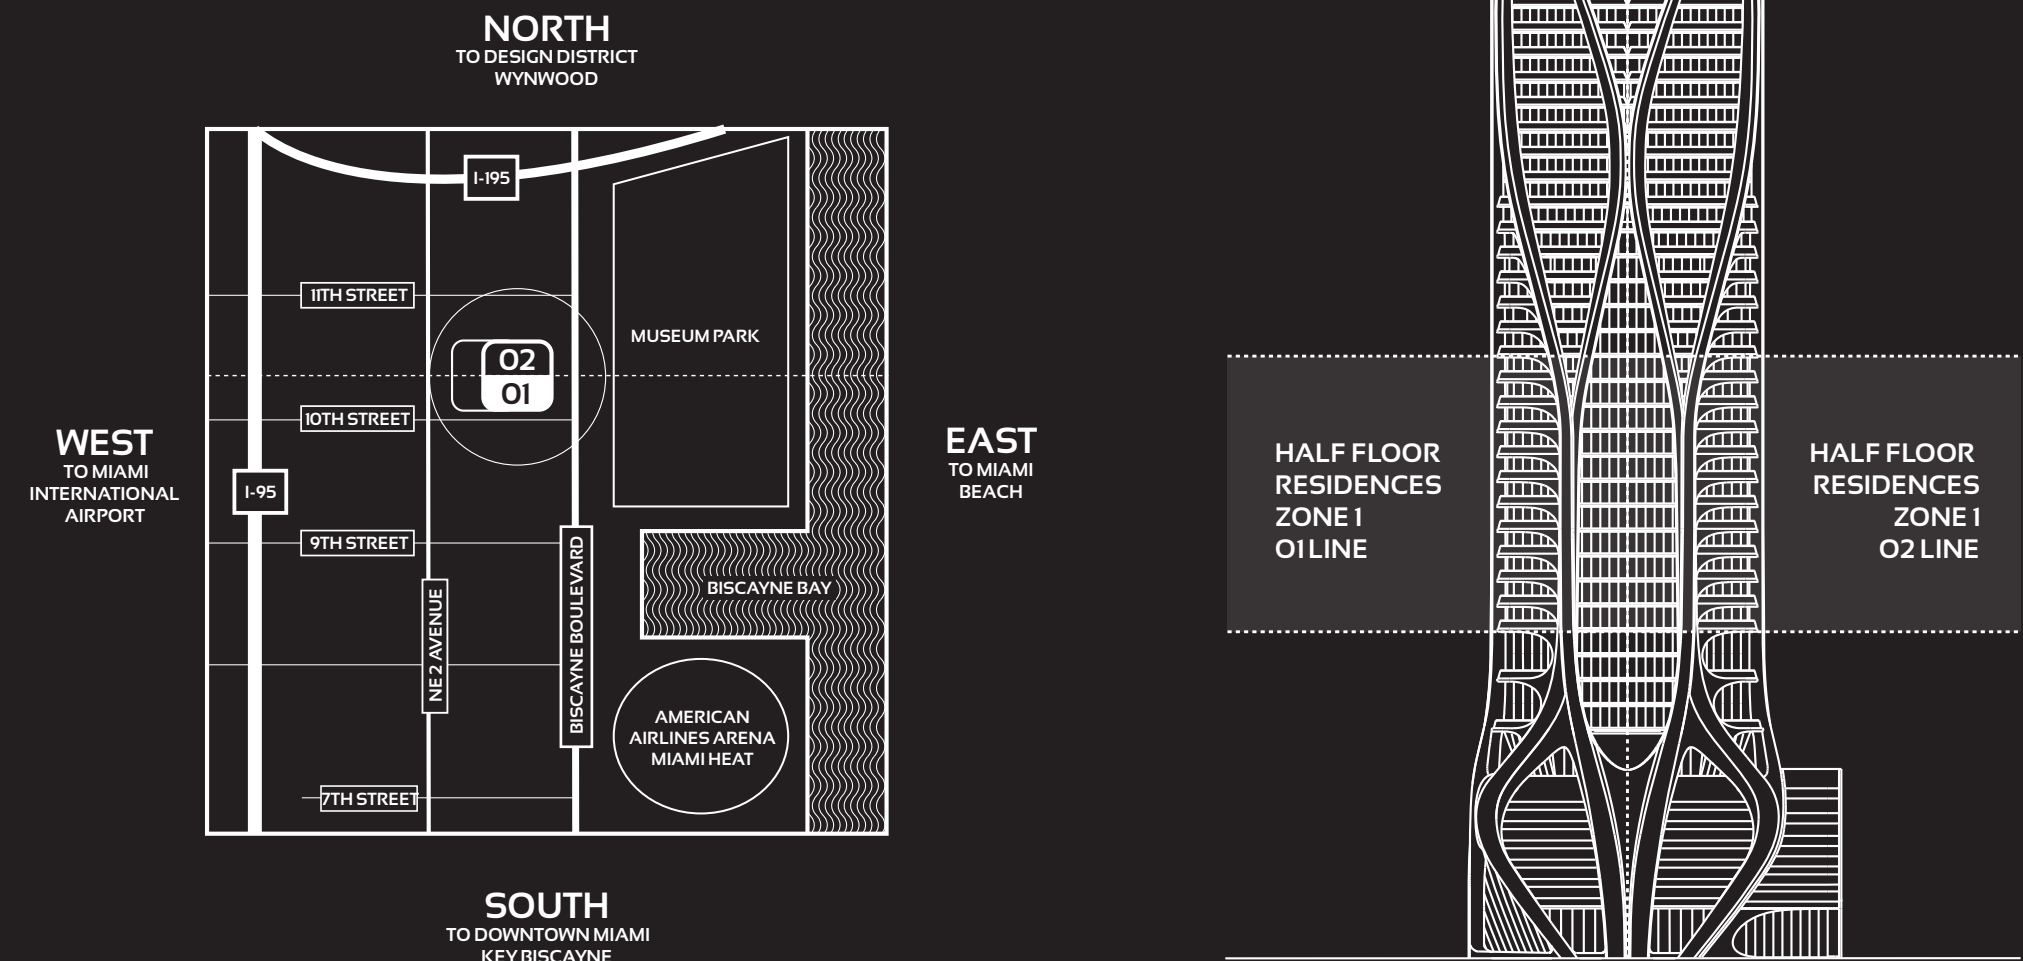 NORTH
TO DESIGN DISTRICT
WYNWOOD
I-195
11TH STREET
MUSEUM PARK
02
01
10TH STREET
WEST
TO MIAMI
INTERNATIONAL
AIRPORT
I-95
EAST
TO MIAMI
BEACH
9TH STREET
BISCAYNE BAY
NE 2 AVENUE
BISCAYNE BOULEVARD
AMERICAN
AIRLINES ARENA
MIAMI HEAT
7TH STREET
SOUTH
TO DOWNTOWN MIAMI
KEY BISCAYNE
HALF FLOOR
RESIDENCES
ZONE 1
01 LINE
HALF FLOOR
RESIDENCES
ZONE 1
02 LINE